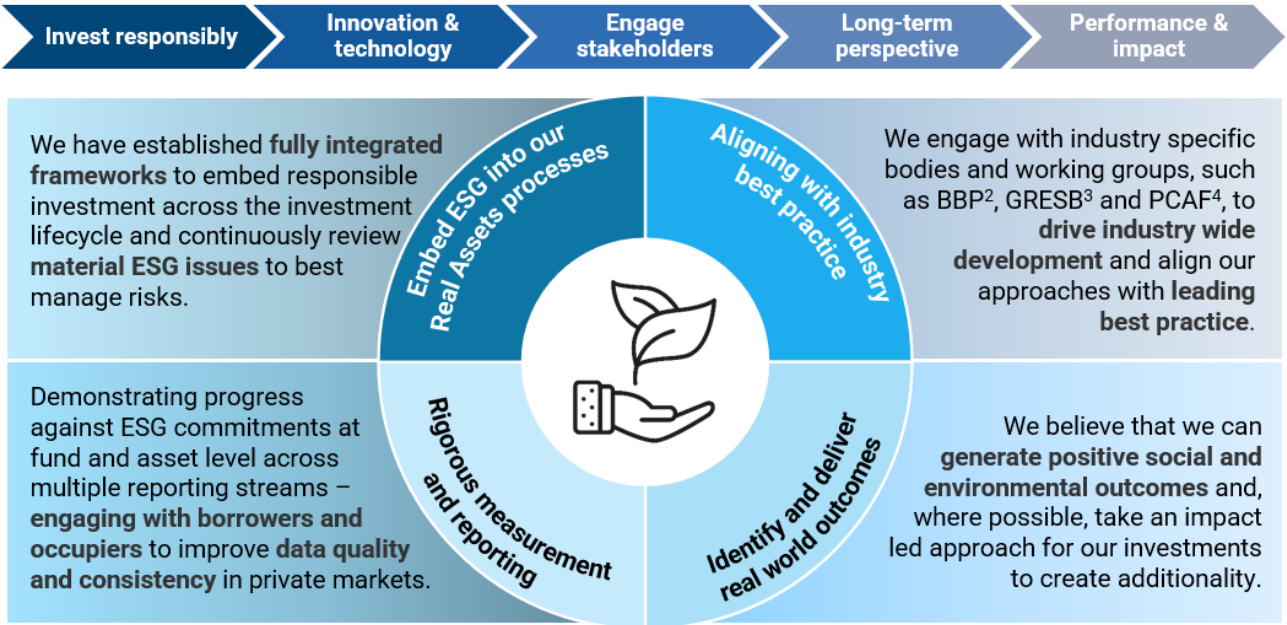 Invest responsibly
Innovation &
technology
Engage
stakeholders
Long-term
perspective
Performance &
impact
We have established fully integrated
frameworks to embed responsible
investment across the investment
lifecycle and continuously review
material ESG issues to best
manage risks.
Embed ESG into our
Real Assets processes
Aligning with industry
best practice
We engage with industry specific
bodies and working groups, such
as BBP², GRESB³ and PCAF⁴, to
drive industry wide
development and align our
approaches with leading
best practice.
Demonstrating progress
against ESG commitments at
fund and asset level across
multiple reporting streams –
engaging with borrowers and
occupiers to improve data quality
and consistency in private markets.
Rigorous measurement
and reporting
Identify and deliver
real world outcomes
We believe that we can
generate positive social and
environmental outcomes and,
where possible, take an impact
led approach for our investments
to create additionality.